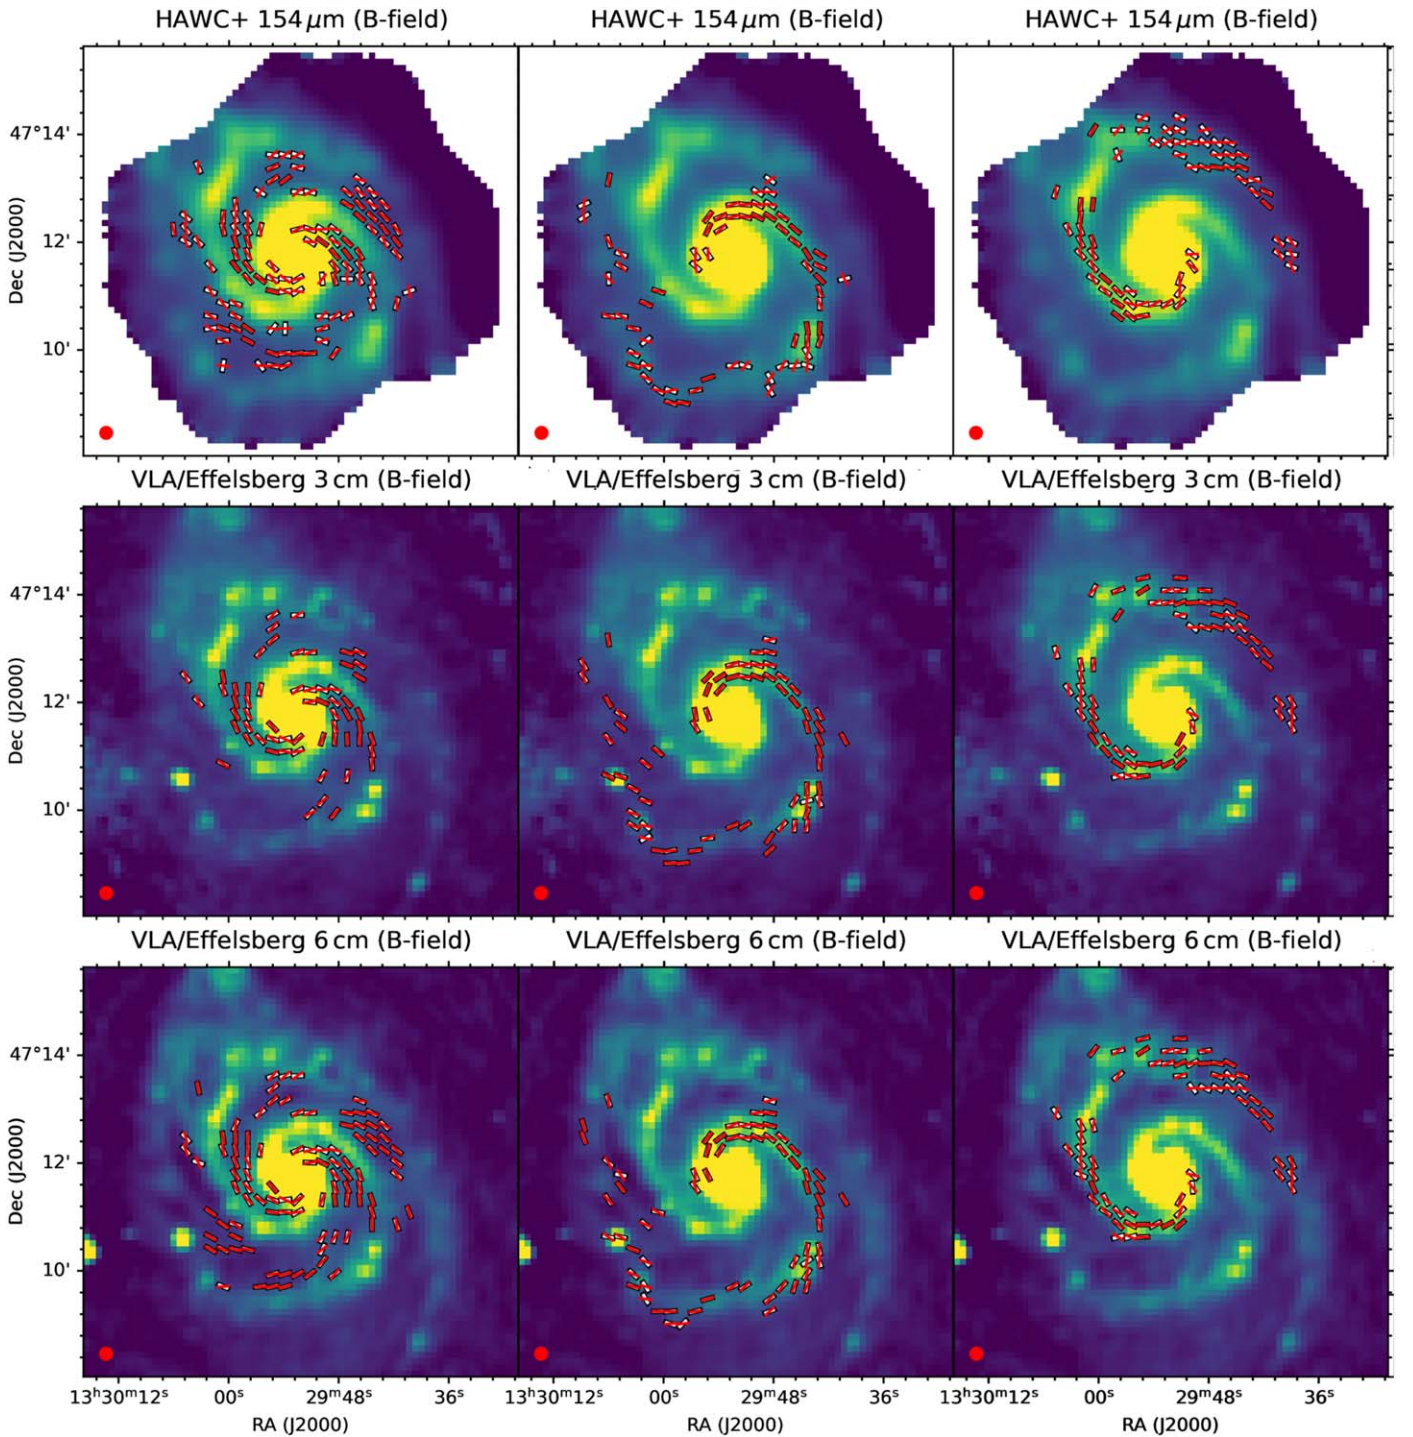 HAWC+ 154 μm (B-field) HAWC+ 154 μm (B-field) HAWC+ 154 μm (B-field)
47°14'
12'
10'
Dec (J2000)
VLA/Effelsberg 3 cm (B-field) VLA/Effelsberg 3 cm (B-field) VLA/Effelsberg 3 cm (B-field)
47°14'
12'
10'
Dec (J2000)
VLA/Effelsberg 6 cm (B-field) VLA/Effelsberg 6 cm (B-field) VLA/Effelsberg 6 cm (B-field)
47°14'
12'
10'
Dec (J2000)
13ʰ30ᵐ12ˢ 00ˢ 29ᵐ48ˢ 36ˢ 13ʰ30ᵐ12ˢ 00ˢ 29ᵐ48ˢ 36ˢ 13ʰ30ᵐ12ˢ 00ˢ 29ᵐ48ˢ 36ˢ
RA (J2000) RA (J2000) RA (J2000)